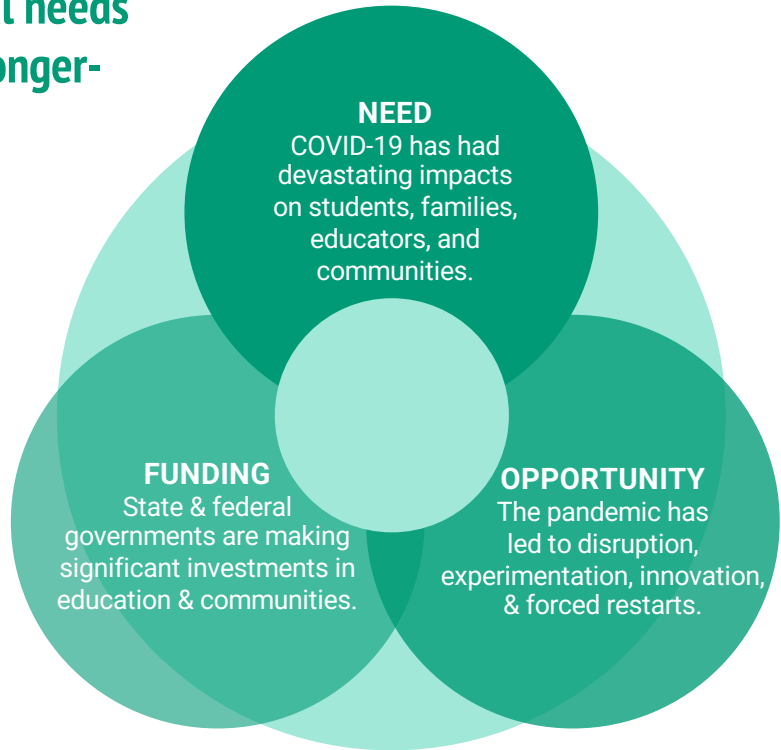 needs
onger-
NEED
COVID-19 has had
devastating impacts
on students, families,
educators, and
communities.
FUNDING
State & federal
governments are making
significant investments in
education & communities.
OPPORTUNITY
The pandemic has
led to disruption,
experimentation, innovation,
& forced restarts.